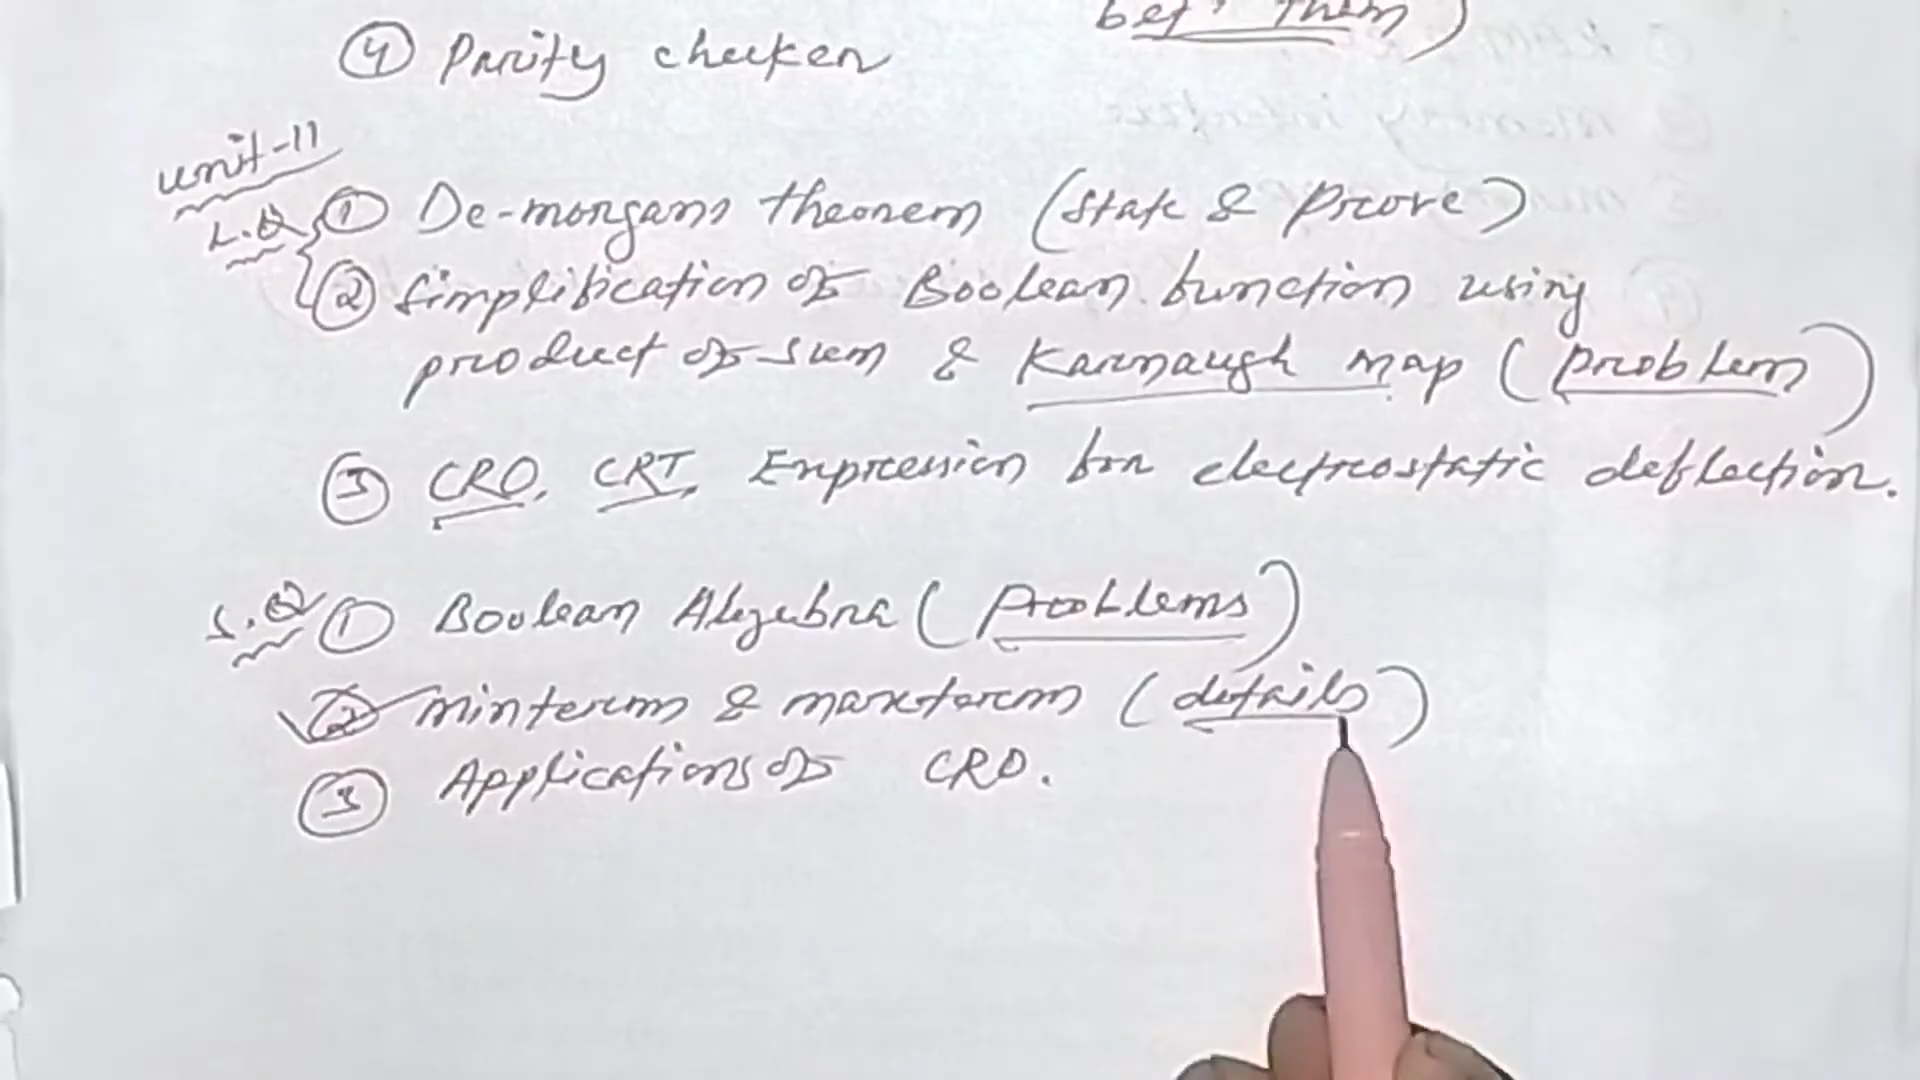 bet? them)
④ Parity checker
unit-II
L.Q ① De-morgans theorem (state & Prove)
② Simplification of Boolean function using
product of sum & Karnaugh map (problem)
③ CRO, CRT, Expression for electrostatic deflection.
S.Q ① Boolean Algebra (problems)
② minterm & maxterm (details)
③ Applications of CRO.